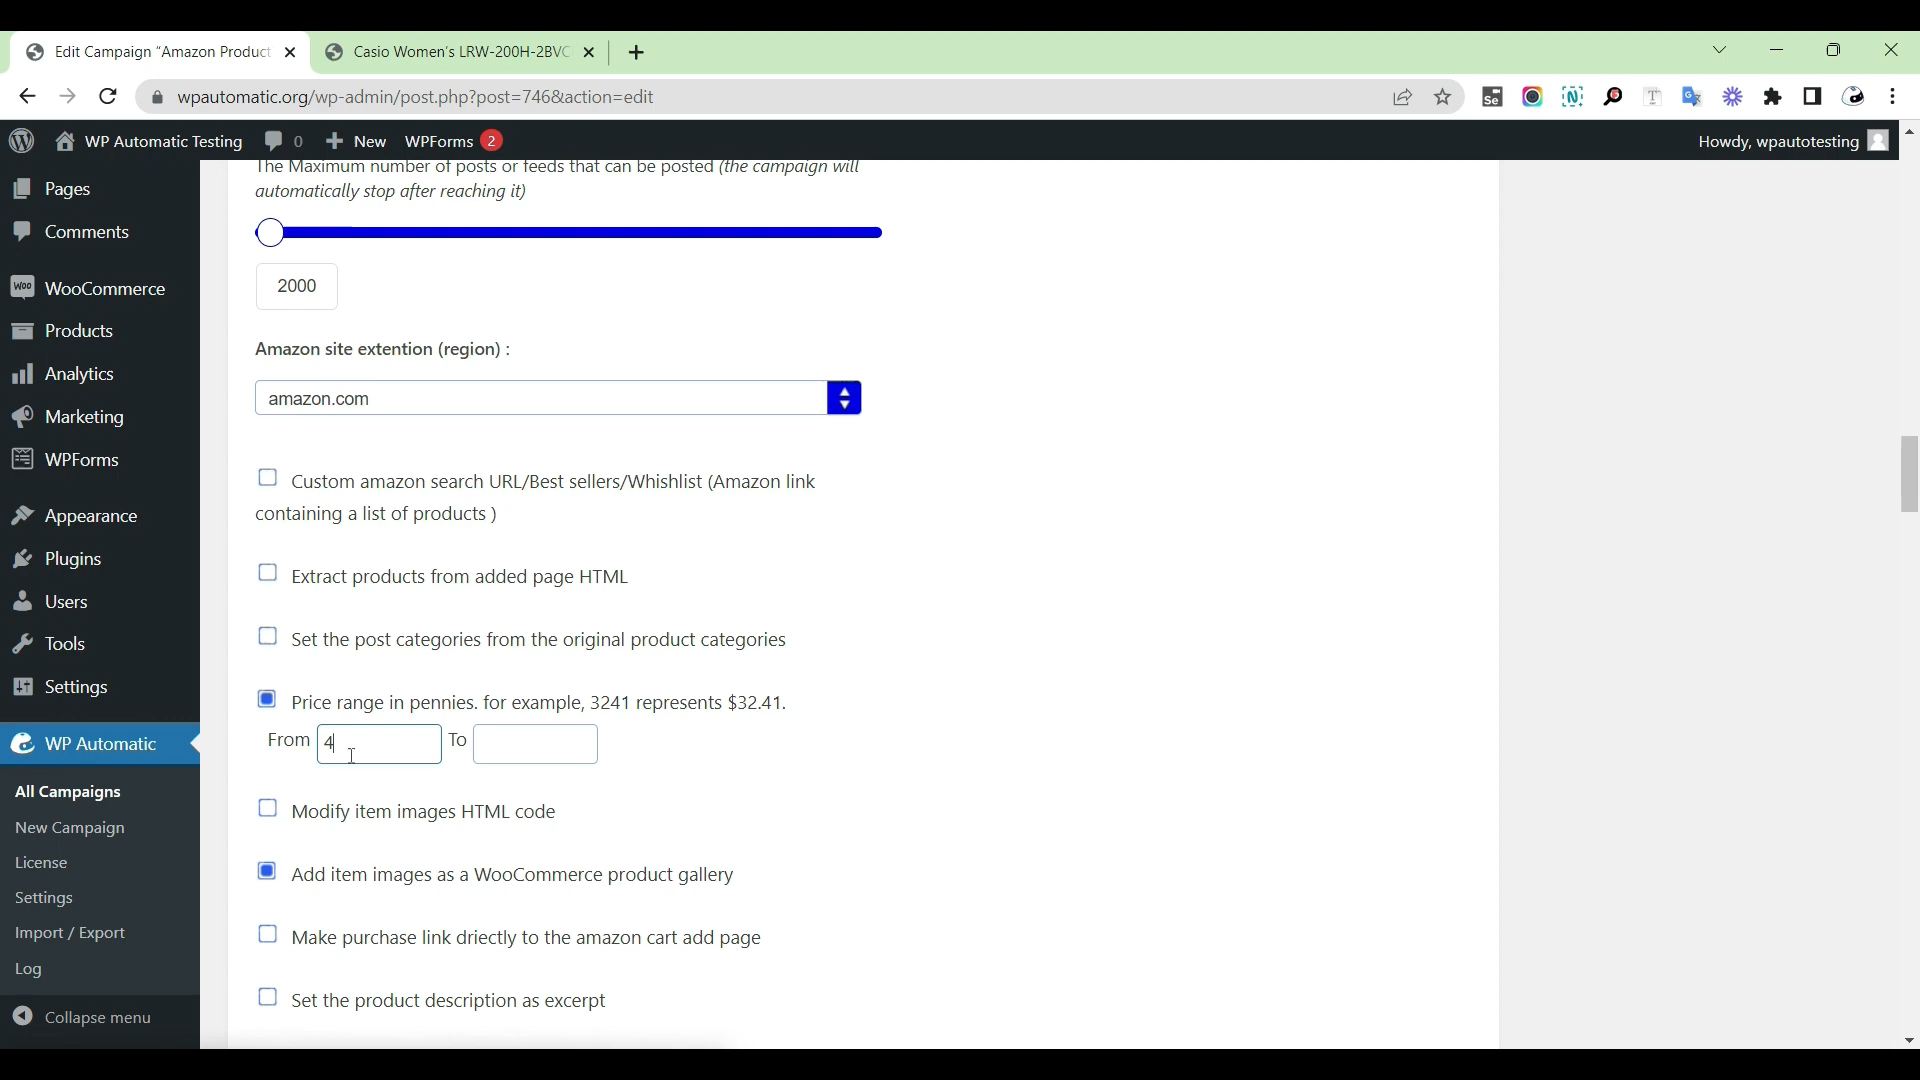 Edit Campaign "Amazon Product
Casio Women's LRW-200H-2BVC
wpautomatic.org/wp-admin/post.php?post=746&action=edit
WP Automatic Testing 0 New WPForms 2 Howdy, wpautotesting
Pages
Comments
WooCommerce
Products
Analytics
Marketing
WPForms
Appearance
Plugins
Users
Tools
Settings
WP Automatic
All Campaigns
New Campaign
License
Settings
Import / Export
Log
Collapse menu
The Maximum number of posts or feeds that can be posted (the campaign will
automatically stop after reaching it)
2000
Amazon site extention (region) :
amazon.com
Custom amazon search URL/Best sellers/Whishlist (Amazon link
containing a list of products )
Extract products from added page HTML
Set the post categories from the original product categories
Price range in pennies. for example, 3241 represents $32.41.
From 4 To
Modify item images HTML code
Add item images as a WooCommerce product gallery
Make purchase link driectly to the amazon cart add page
Set the product description as excerpt